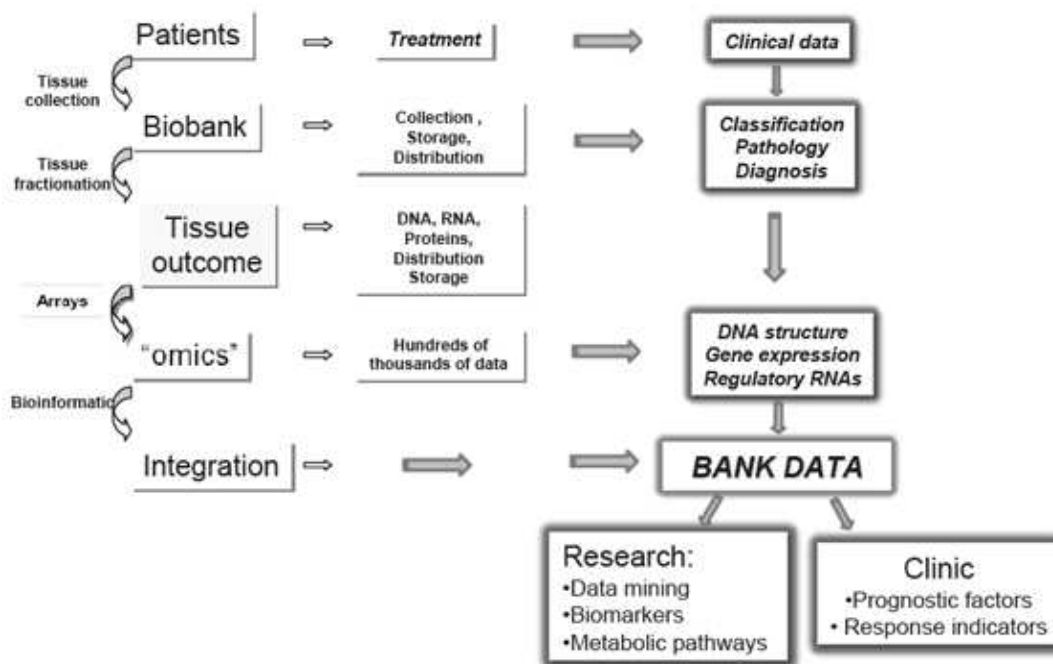 Patients
Treatment
Clinical data
Tissue
collection
Biobank
Collection ,
Storage,
Distribution
Classification
Pathology
Diagnosis
Tissue
fractionation
Tissue
outcome
DNA, RNA,
Proteins,
Distribution
Storage
Arrays
"omics"
Hundreds of
thousands of data
DNA structure
Gene expression
Regulatory RNAs
Bioinformatic
Integration
BANK DATA
Research:
•Data mining
•Biomarkers
•Metabolic pathways
Clinic
•Prognostic factors
• Response indicators